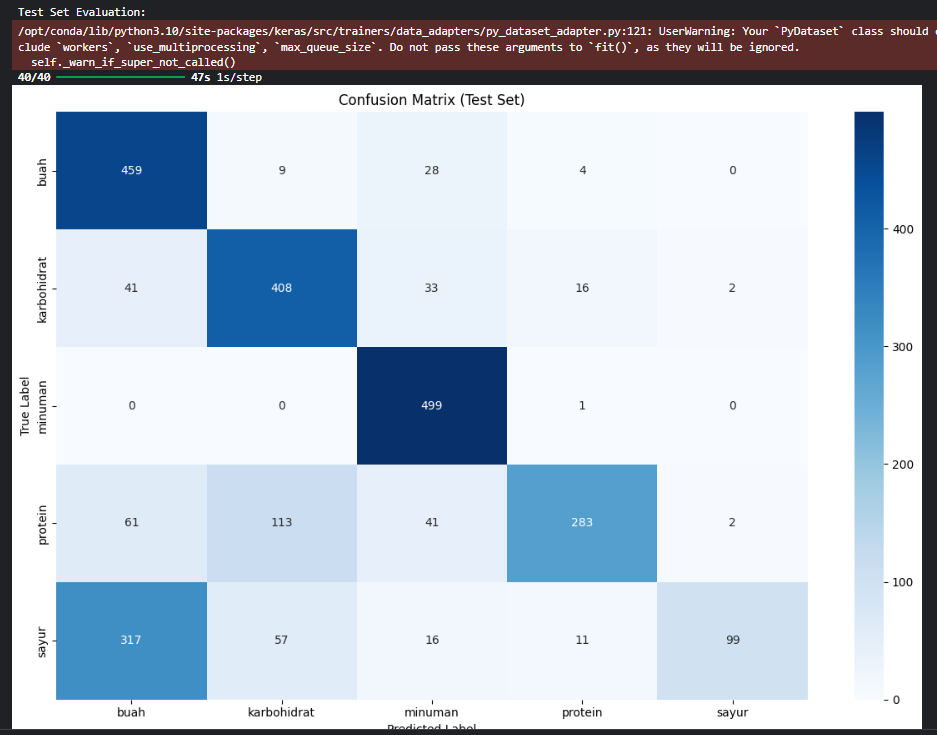 Test Set Evaluation:
/opt/conda/lib/python3.10/site-packages/keras/src/trainers/data_adapters/py_dataset_adapter.py:121: UserWarning: Your `PyDataset` class should
clude `workers`, `use_multiprocessing`, `max_queue_size`. Do not pass these arguments to `fit()`, as they will be ignored.
self._warn_if_super_not_called()
40/40 47s 1s/step
Confusion Matrix (Test Set)
buah 459 9 28 4 0
400
karbohidrat 41 408 33 16 2
300
True Label
minuman 0 0 499 1 0
200
protein 61 113 41 283 2
100
sayur 317 57 16 11 99
0
buah karbohidrat minuman protein sayur
Predicted Label